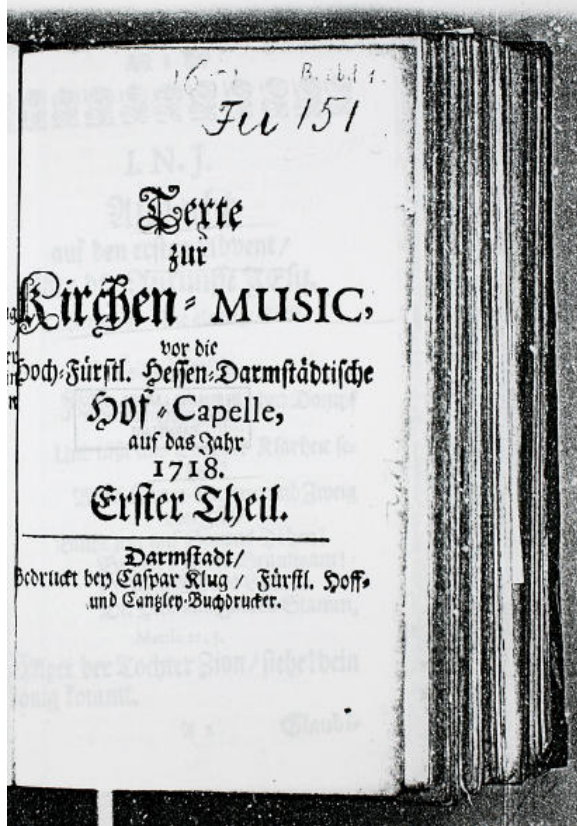 Fu 151
Texte
zur
Kirchen-MUSIC,
vor die
Hoch-Fürstl. Hessen-Darmstädtische
Hof-Capelle,
auf das Jahr
1718.
Erster Theil.
Darmstadt/
Gedruckt bey Caspar Klug / Fürstl. Hoff-
und Cantzley-Buchdrucker.